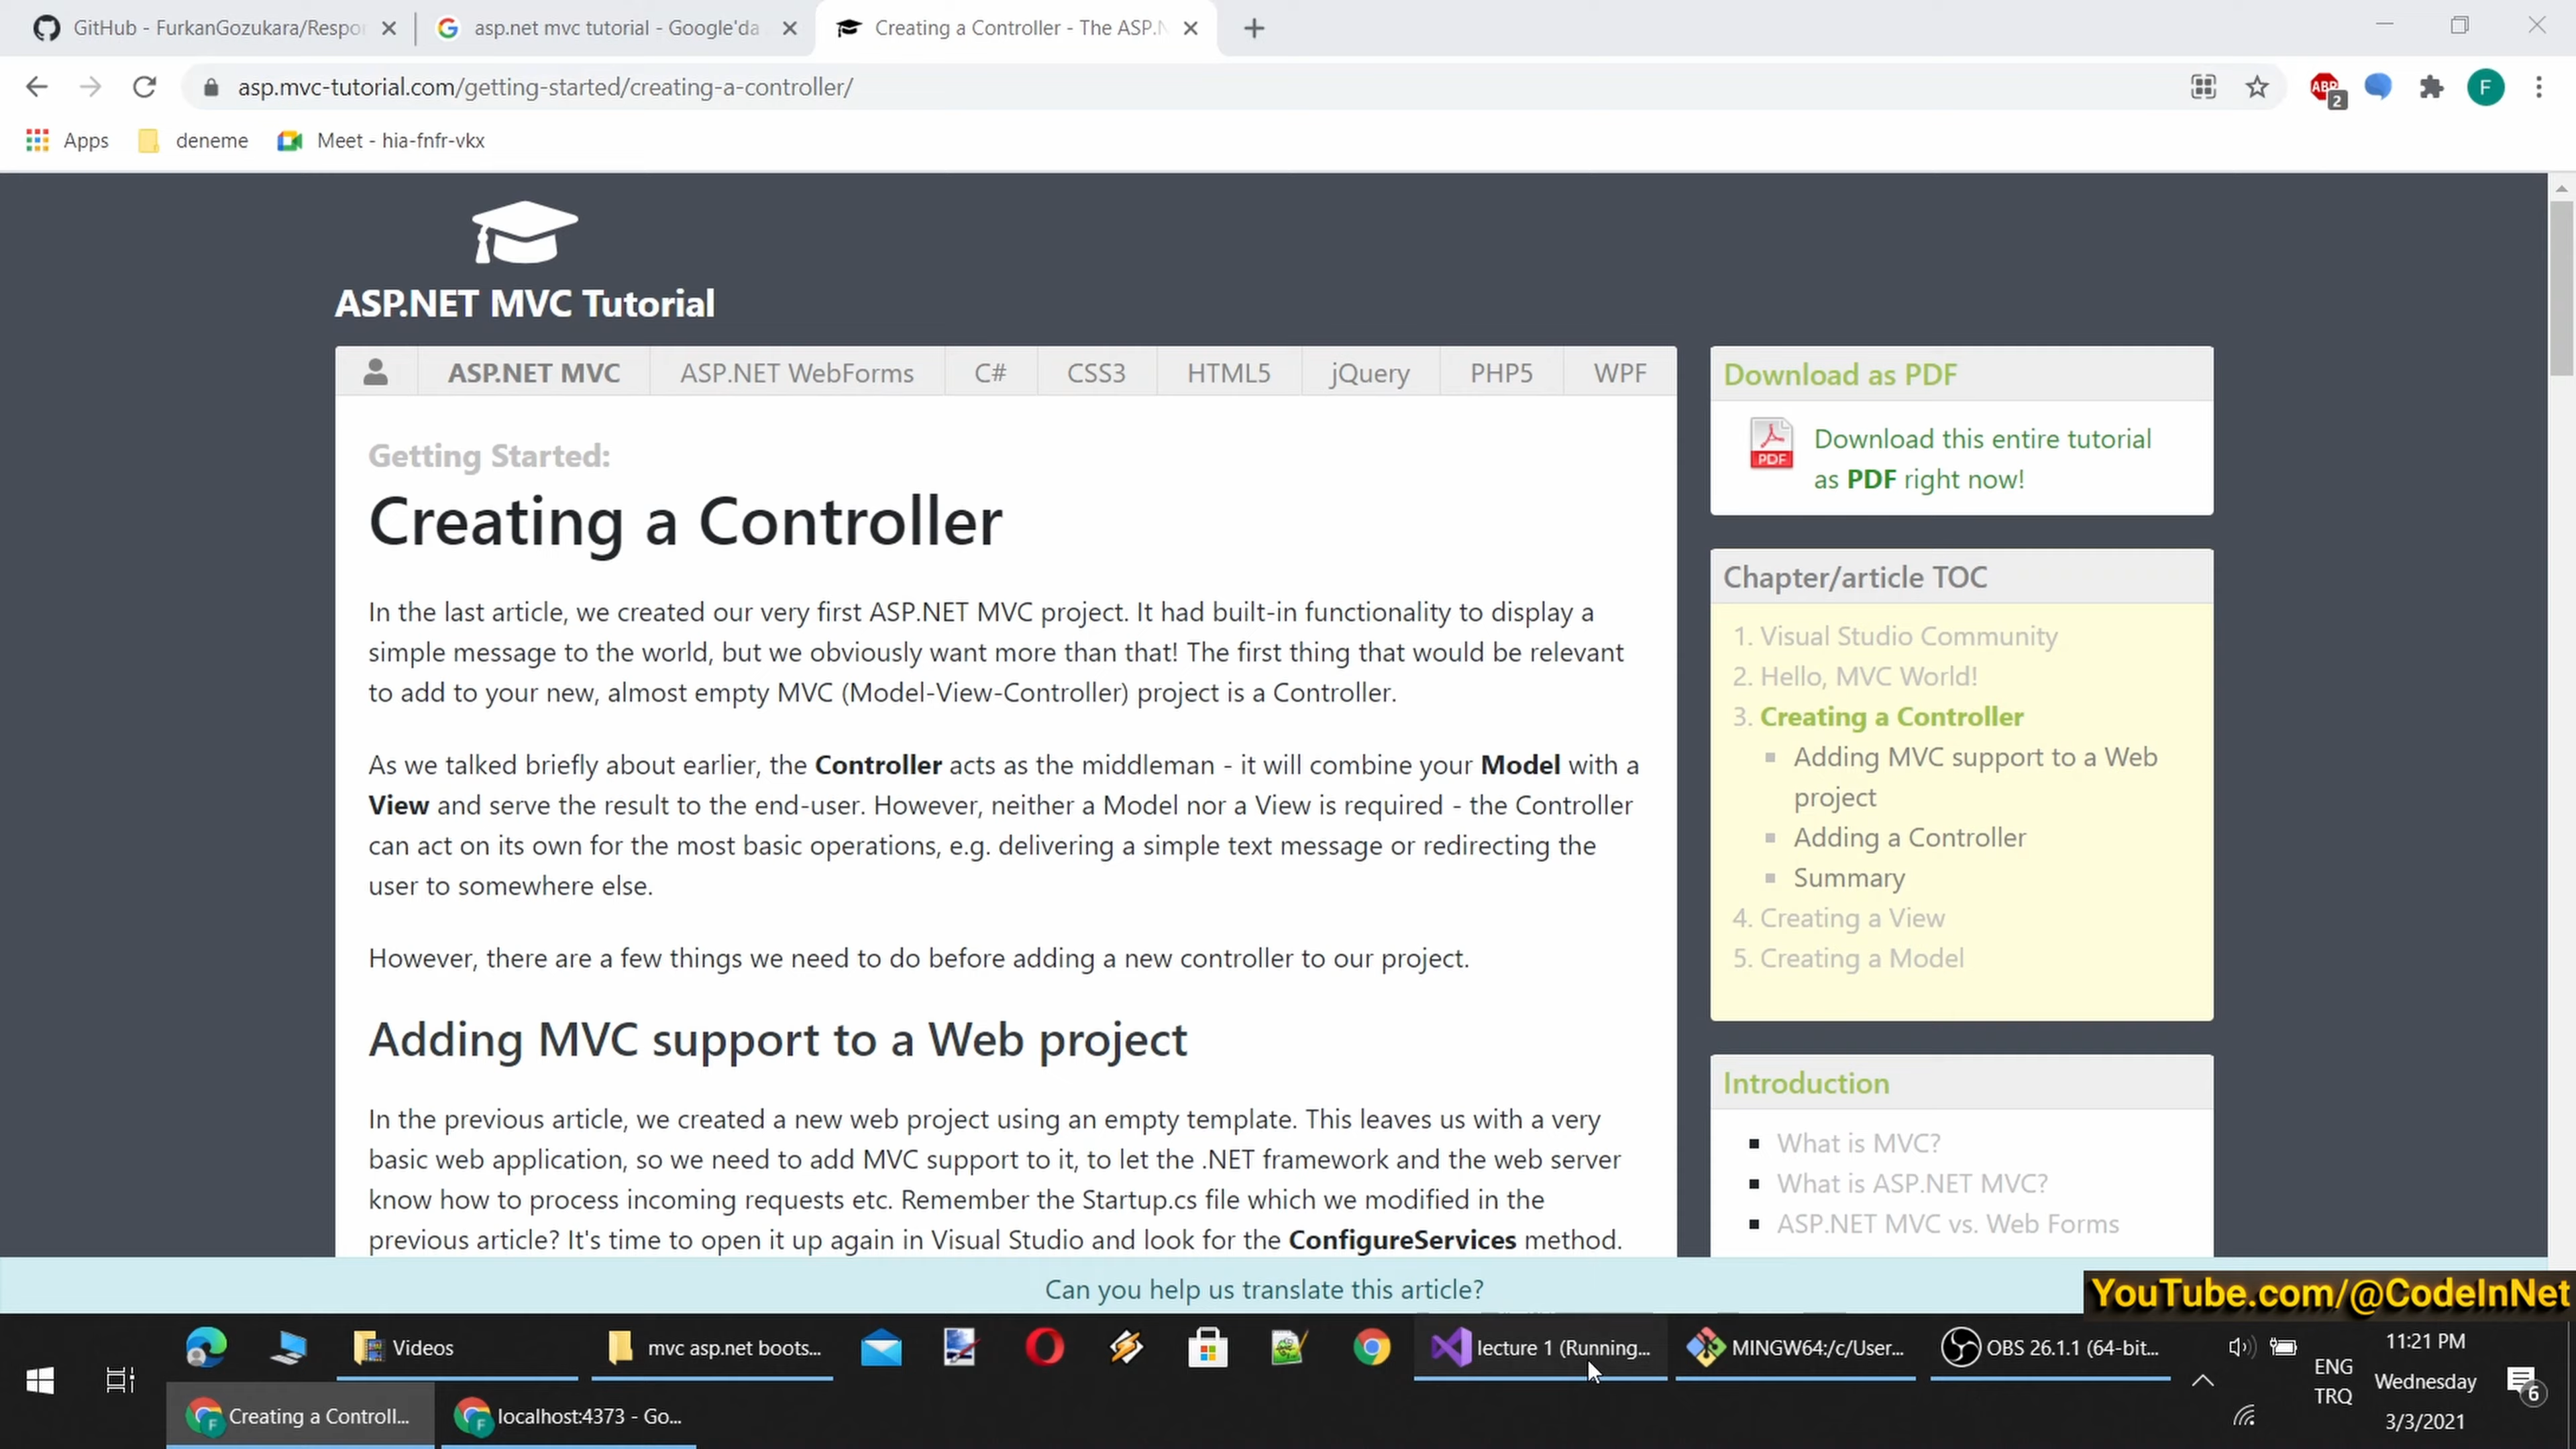 GitHub - FurkanGozukara/Respon
asp.net mvc tutorial - Google'da
Creating a Controller - The ASP.N
asp.mvc-tutorial.com/getting-started/creating-a-controller/
ABP
2
F
Apps
deneme
Meet - hia-fnfr-vkx
ASP.NET MVC Tutorial
ASP.NET MVC
ASP.NET WebForms
C#
CSS3
HTML5
jQuery
PHP5
WPF
Getting Started:
Creating a Controller
In the last article, we created our very first ASP.NET MVC project. It had built-in functionality to display a
simple message to the world, but we obviously want more than that! The first thing that would be relevant
to add to your new, almost empty MVC (Model-View-Controller) project is a Controller.
As we talked briefly about earlier, the Controller acts as the middleman - it will combine your Model with a
View and serve the result to the end-user. However, neither a Model nor a View is required - the Controller
can act on its own for the most basic operations, e.g. delivering a simple text message or redirecting the
user to somewhere else.
However, there are a few things we need to do before adding a new controller to our project.
Adding MVC support to a Web project
In the previous article, we created a new web project using an empty template. This leaves us with a very
basic web application, so we need to add MVC support to it, to let the .NET framework and the web server
know how to process incoming requests etc. Remember the Startup.cs file which we modified in the
previous article? It's time to open it up again in Visual Studio and look for the ConfigureServices method.
Download as PDF
PDF
Download this entire tutorial
as PDF right now!
Chapter/article TOC
1. Visual Studio Community
2. Hello, MVC World!
3. Creating a Controller
Adding MVC support to a Web
project
Adding a Controller
Summary
4. Creating a View
5. Creating a Model
Introduction
What is MVC?
What is ASP.NET MVC?
ASP.NET MVC vs. Web Forms
Can you help us translate this article?
YouTube.com/@CodeInNet
Videos
mvc asp.net boots...
lecture 1 (Running...
MINGW64:/c/User...
OBS 26.1.1 (64-bit...
F
Creating a Controll...
F
localhost:4373 - Go...
ENG
TRQ
11:21 PM
Wednesday
3/3/2021
6